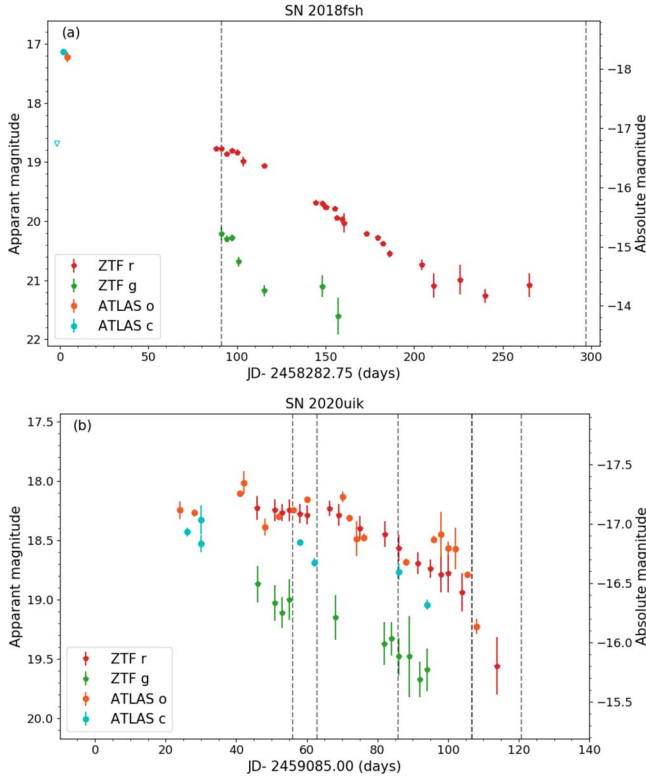 SN 2018fsh
(a)
17
18
19
20
21
22
Apparant magnitude
−18
−17
−16
−15
−14
Absolute magnitude
ZTF r
ZTF g
ATLAS o
ATLAS c
0 50 100 150 200 250 300
JD- 2458282.75 (days)
SN 2020uik
(b)
17.5
18.0
18.5
19.0
19.5
20.0
Apparant magnitude
−17.5
−17.0
−16.5
−16.0
−15.5
Absolute magnitude
ZTF r
ZTF g
ATLAS o
ATLAS c
0 20 40 60 80 100 120 140
JD- 2459085.00 (days)